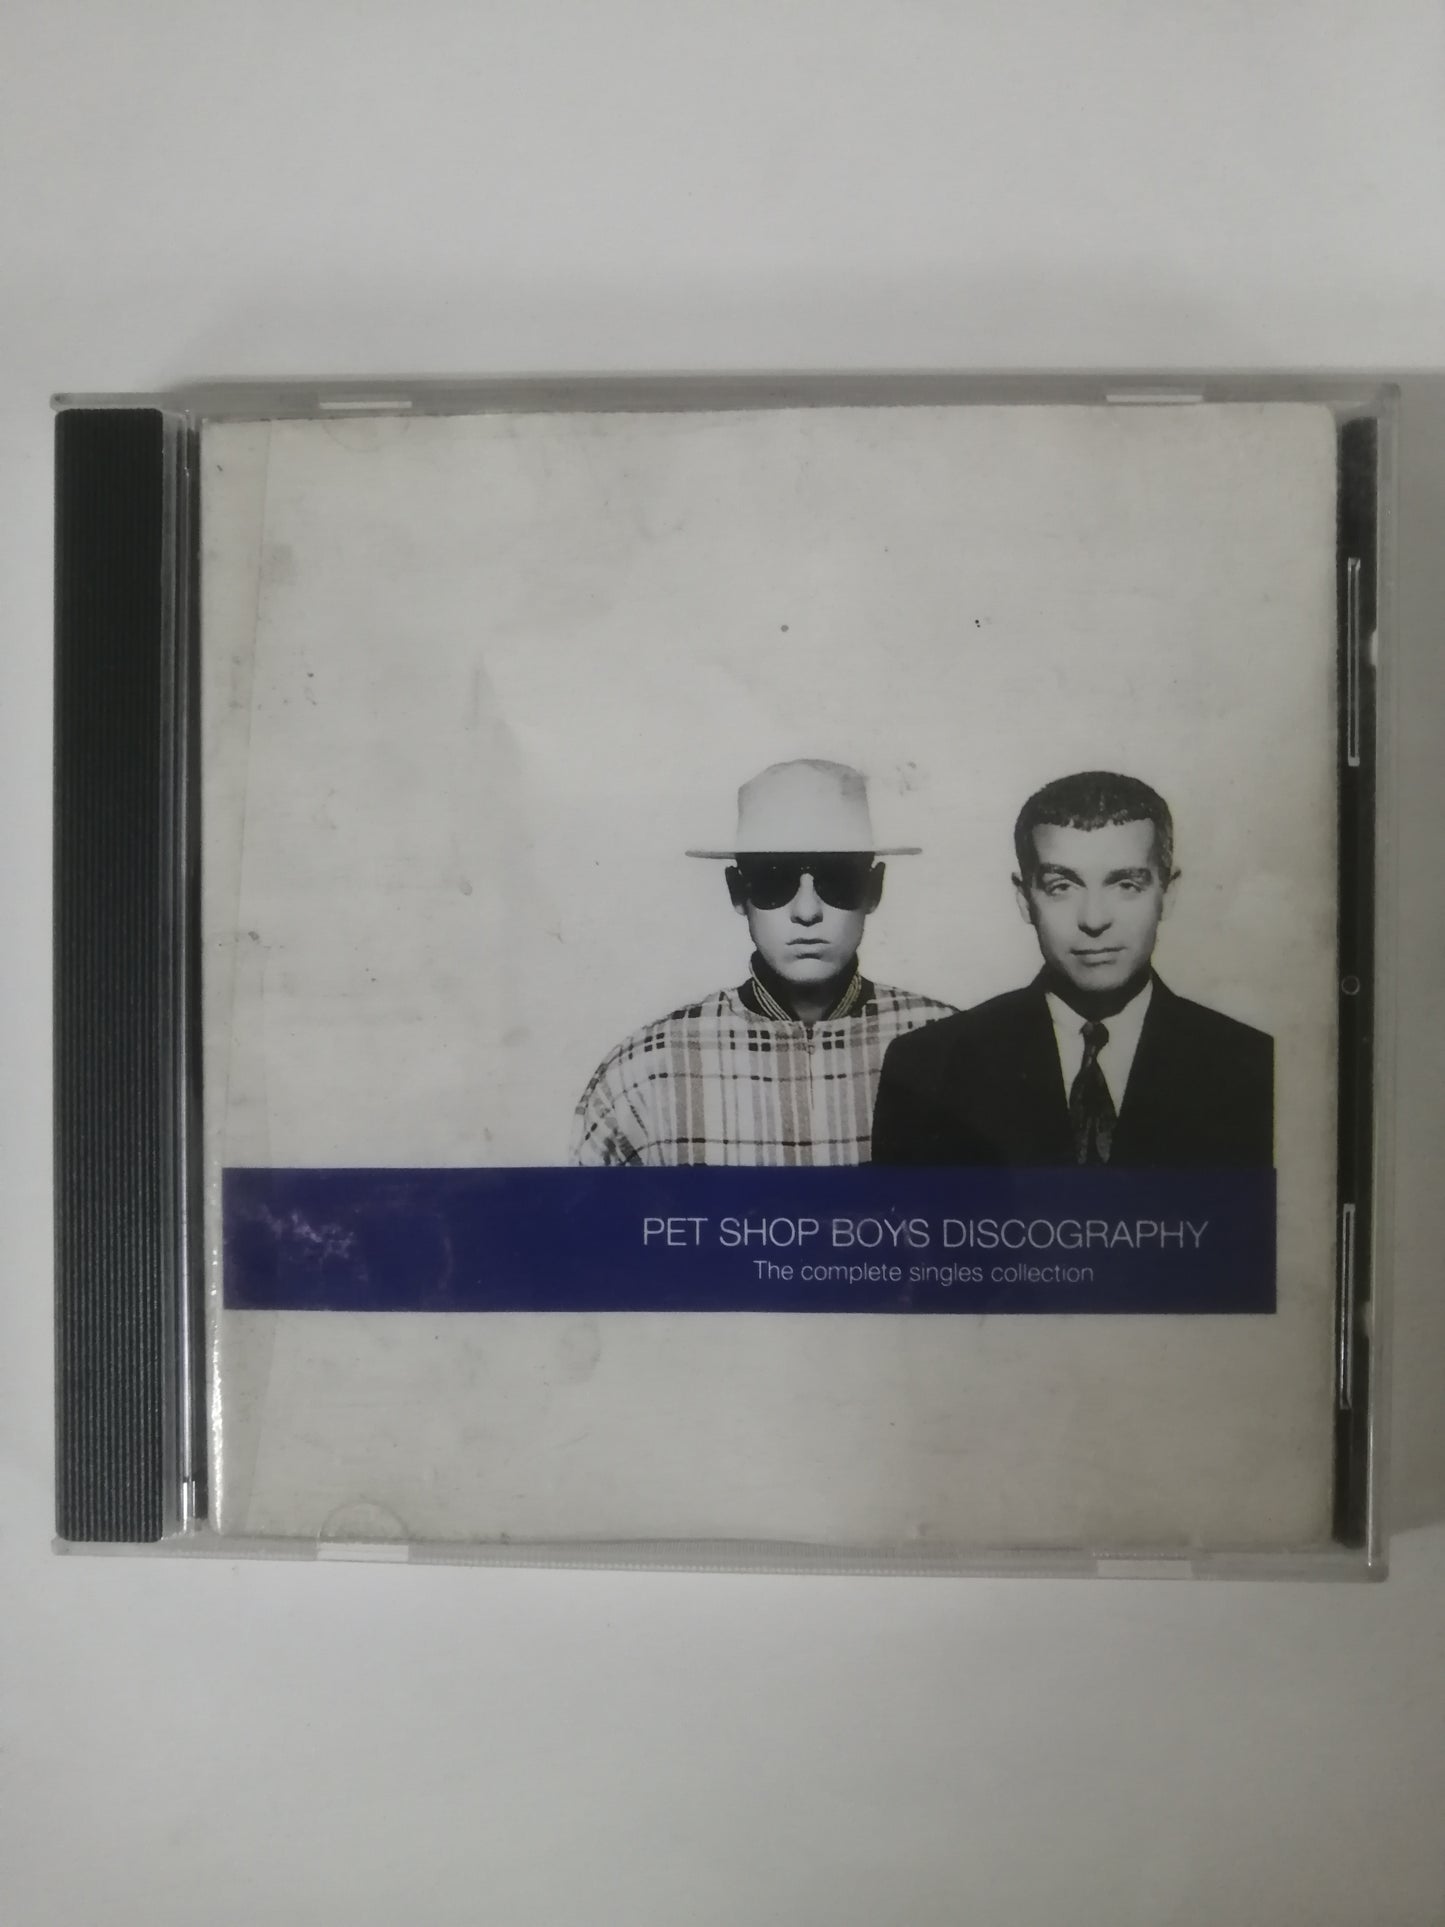 PET SHOP BOYS DISCOGRAPHY
The complete singles collection